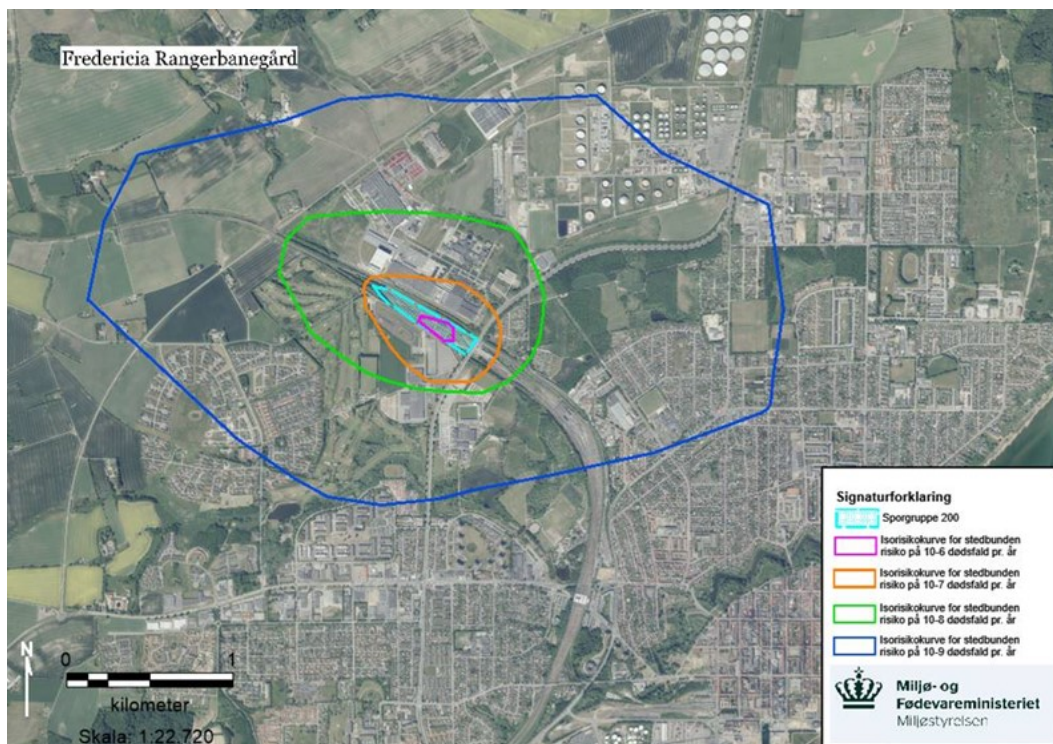 Fredericia Rangerbanegård
Signaturforklaring
Sporgruppe 200
Isorisikokurve for stedbunden
risiko på 10-6 dødsfald pr. år
Isorisikokurve for stedbunden
risiko på 10-7 dødsfald pr. år
Isorisikokurve for stedbunden
risiko på 10-8 dødsfald pr. år
Isorisikokurve for stedbunden
risiko på 10-9 dødsfald pr. år
N
0 1
kilometer
Skala: 1:22.720
Miljø- og
Fødevareministeriet
Miljøstyrelsen